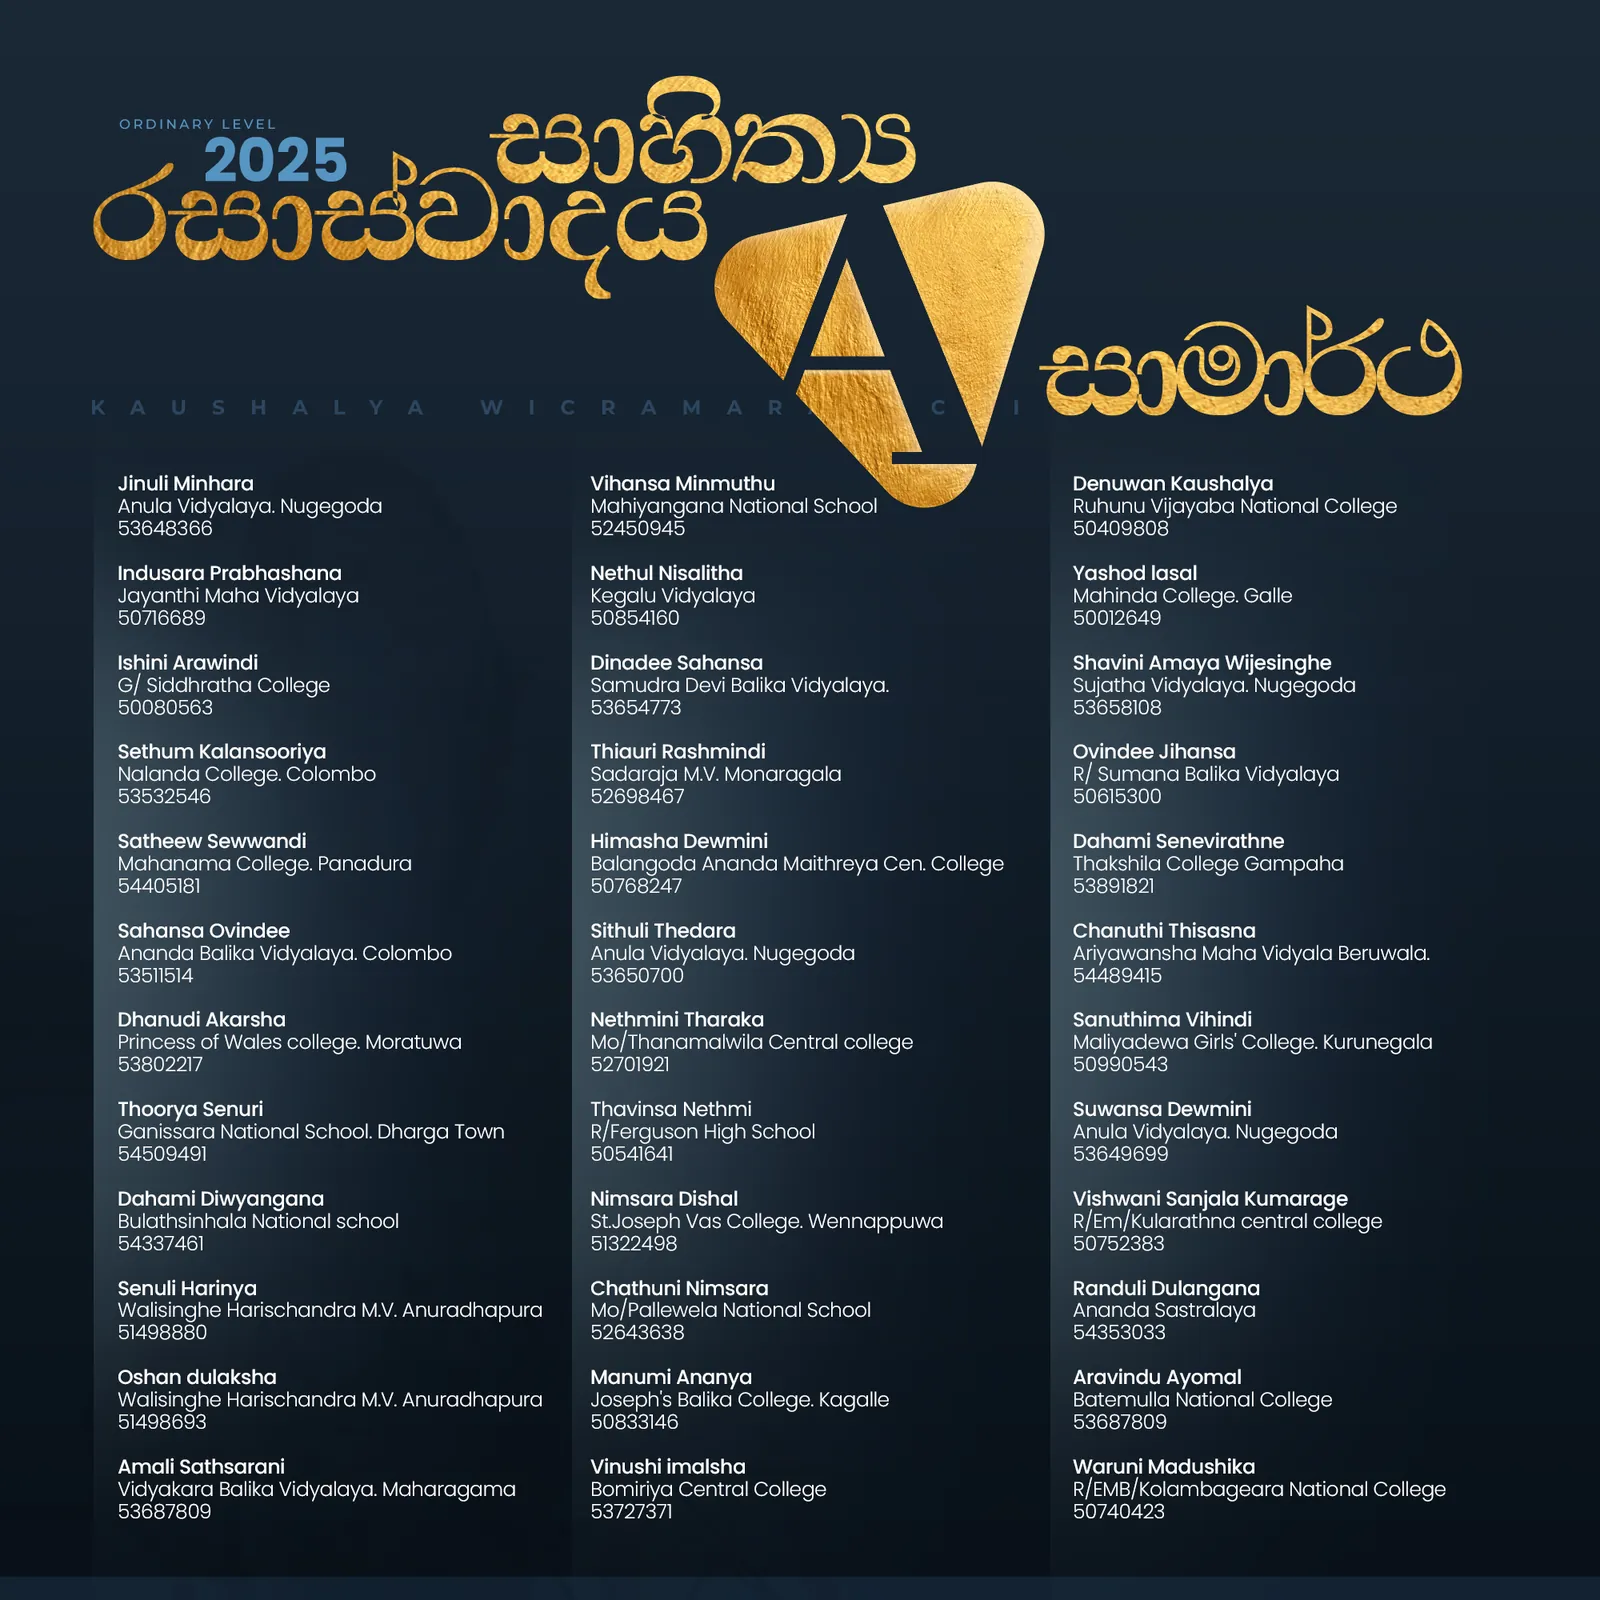 ORDINARY LEVEL
2025
සාහිත්‍ය
රසාස්වාදය
A
සාමාර්ථ
KAUSHALYA
Jinuli Minhara
Anula Vidyalaya. Nugegoda
53648366
Indusara Prabhashana
Jayanthi Maha Vidyalaya
50716689
Ishini Arawindi
G/ Siddhratha College
50080563
Sethum Kalansooriya
Nalanda College. Colombo
53532546
Satheew Sewwandi
Mahanama College. Panadura
54405181
Sahansa Ovindee
Ananda Balika Vidyalaya. Colombo
53511514
Dhanudi Akarsha
Princess of Wales college. Moratuwa
53802217
Thoorya Senuri
Ganissara National School. Dharga Town
54509491
Dahami Diwyangana
Bulathsinhala National school
54337461
Senuli Harinya
Walisinghe Harischandra M.V. Anuradhapura
51498880
Oshan dulaksha
Walisinghe Harischandra M.V. Anuradhapura
51498693
Amali Sathsarani
Vidyakara Balika Vidyalaya. Maharagama
53687809
Vihansa Minmuthu
Mahiyangana National School
52450945
Nethul Nisalitha
Kegalu Vidyalaya
50854160
Dinadee Sahansa
Samudra Devi Balika Vidyalaya.
53654773
Thiauri Rashmindi
Sadaraja M.V. Monaragala
52698467
Himasha Dewmini
Balangoda Ananda Maithreya Cen. College
50768247
Sithuli Thedara
Anula Vidyalaya. Nugegoda
53650700
Nethmini Tharaka
Mo/Thanamalwila Central college
52701921
Thavinsa Nethmi
R/Ferguson High School
50541641
Nimsara Dishal
St.Joseph Vas College. Wennappuwa
51322498
Chathuni Nimsara
Mo/Pallewela National School
52643638
Manumi Ananya
Joseph's Balika College. Kagalle
50833146
Vinushi imalsha
Bomiriya Central College
53727371
Denuwan Kaushalya
Ruhunu Vijayaba National College
50409808
Yashod lasal
Mahinda College. Galle
50012649
Shavini Amaya Wijesinghe
Sujatha Vidyalaya. Nugegoda
53658108
Ovindee Jihansa
R/ Sumana Balika Vidyalaya
50615300
Dahami Senevirathne
Thakshila College Gampaha
53891821
Chanuthi Thisasna
Ariyawansha Maha Vidyala Beruwala.
54489415
Sanuthima Vihindi
Maliyadewa Girls' College. Kurunegala
50990543
Suwansa Dewmini
Anula Vidyalaya. Nugegoda
53649699
Vishwani Sanjala Kumarage
R/Em/Kularathna central college
50752383
Randuli Dulangana
Ananda Sastralaya
54353033
Aravindu Ayomal
Batemulla National College
53687809
Waruni Madushika
R/EMB/Kolambageara National College
50740423